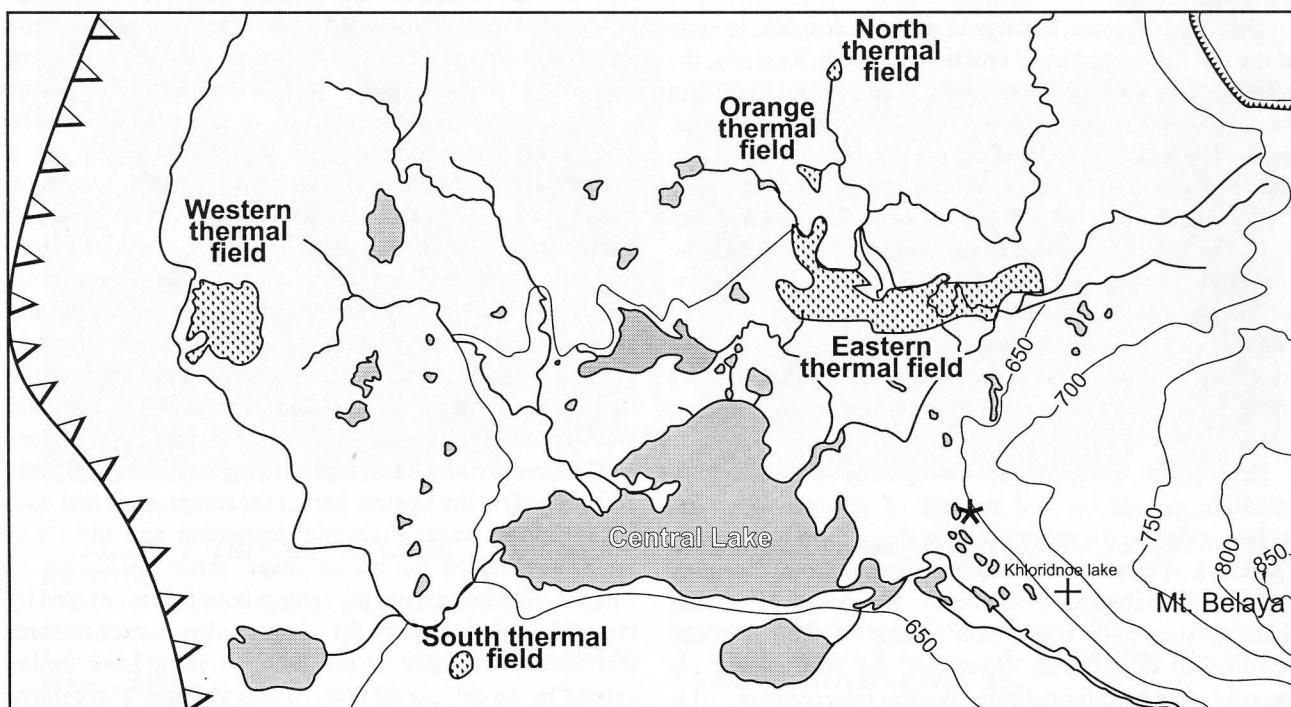 North
thermal
field
Orange
thermal
field
Western
thermal
field
Eastern
thermal field
650
700
Central Lake
Khloridnoe lake
750
800
850
Mt. Belaya
650
South thermal
field